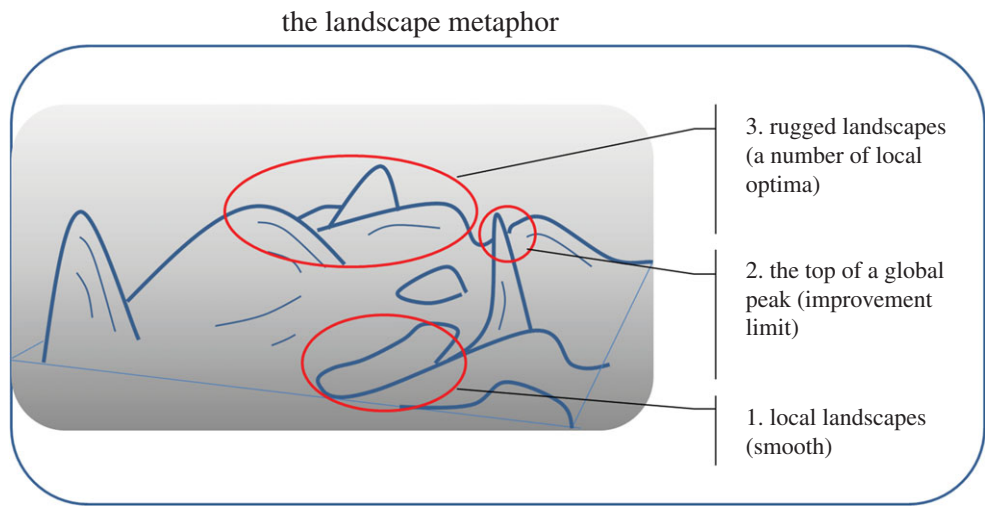 the landscape metaphor
3. rugged landscapes
(a number of local
optima)
2. the top of a global
peak (improvement
limit)
1. local landscapes
(smooth)